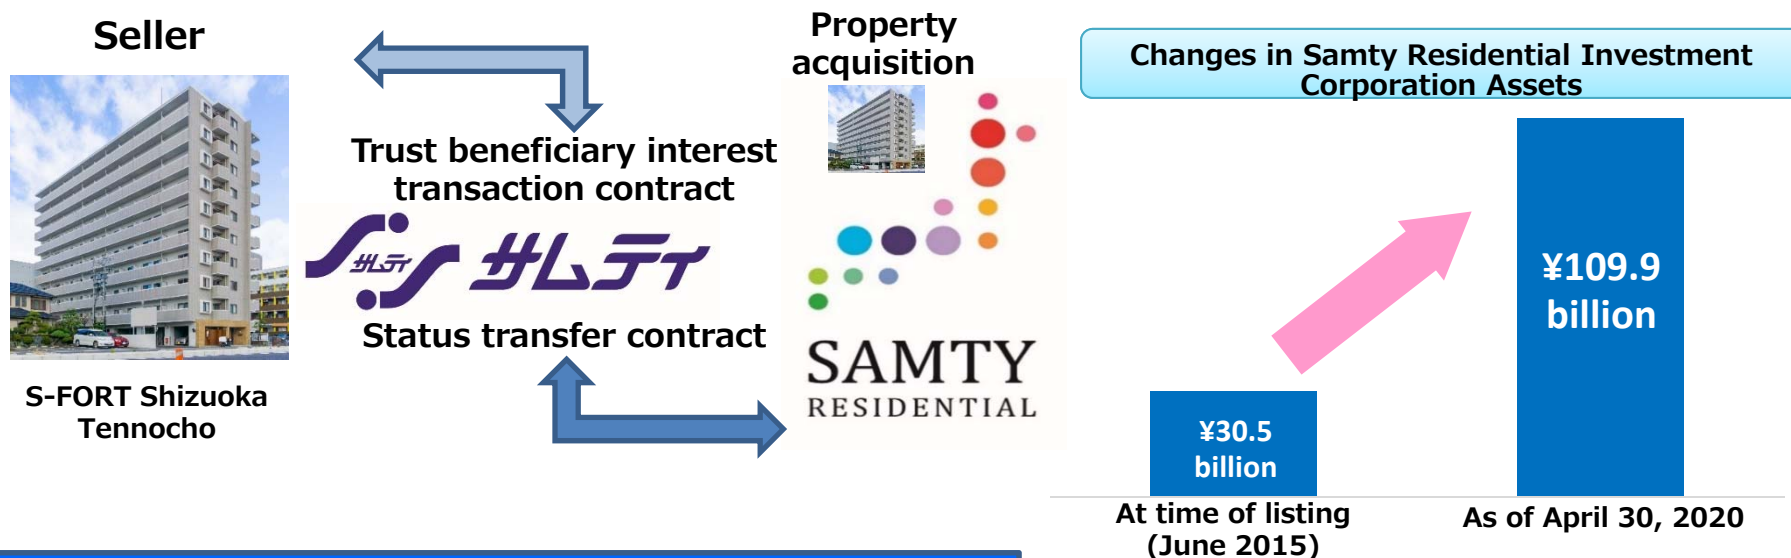 Seller
S-FORT Shizuoka
Tennocho
Trust beneficiary interest
transaction contract
サムティ
サムティ
Status transfer contract
Property
acquisition
SAMTY
RESIDENTIAL
Changes in Samty Residential Investment
Corporation Assets
¥30.5
billion
¥109.9
billion
At time of listing
(June 2015)
As of April 30, 2020